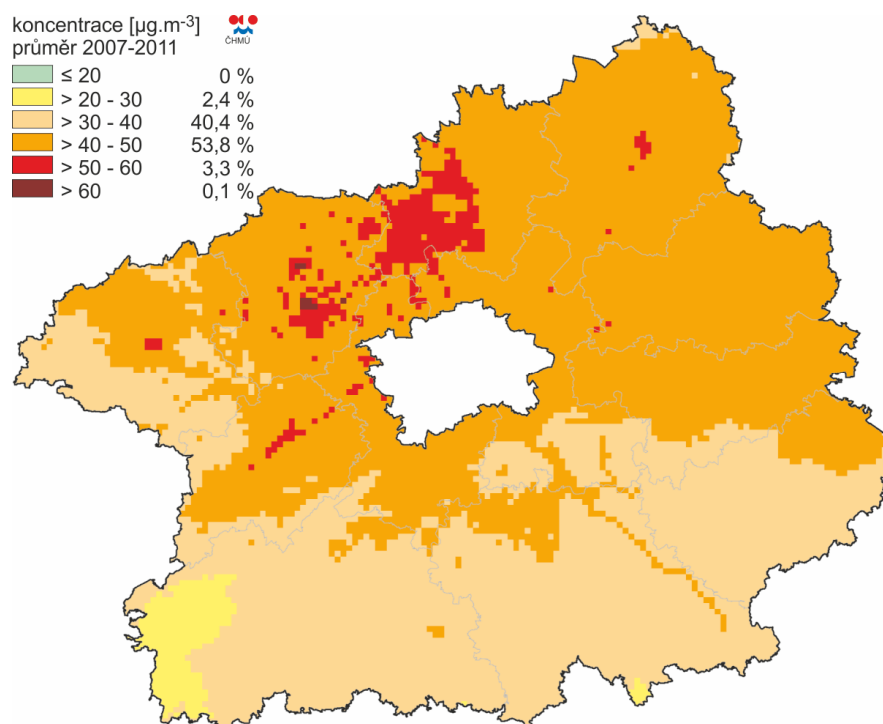 koncentrace [µg.m-3]
průměr 2007-2011
ČHMÚ
≤ 20 0 %
> 20 - 30 2,4 %
> 30 - 40 40,4 %
> 40 - 50 53,8 %
> 50 - 60 3,3 %
> 60 0,1 %